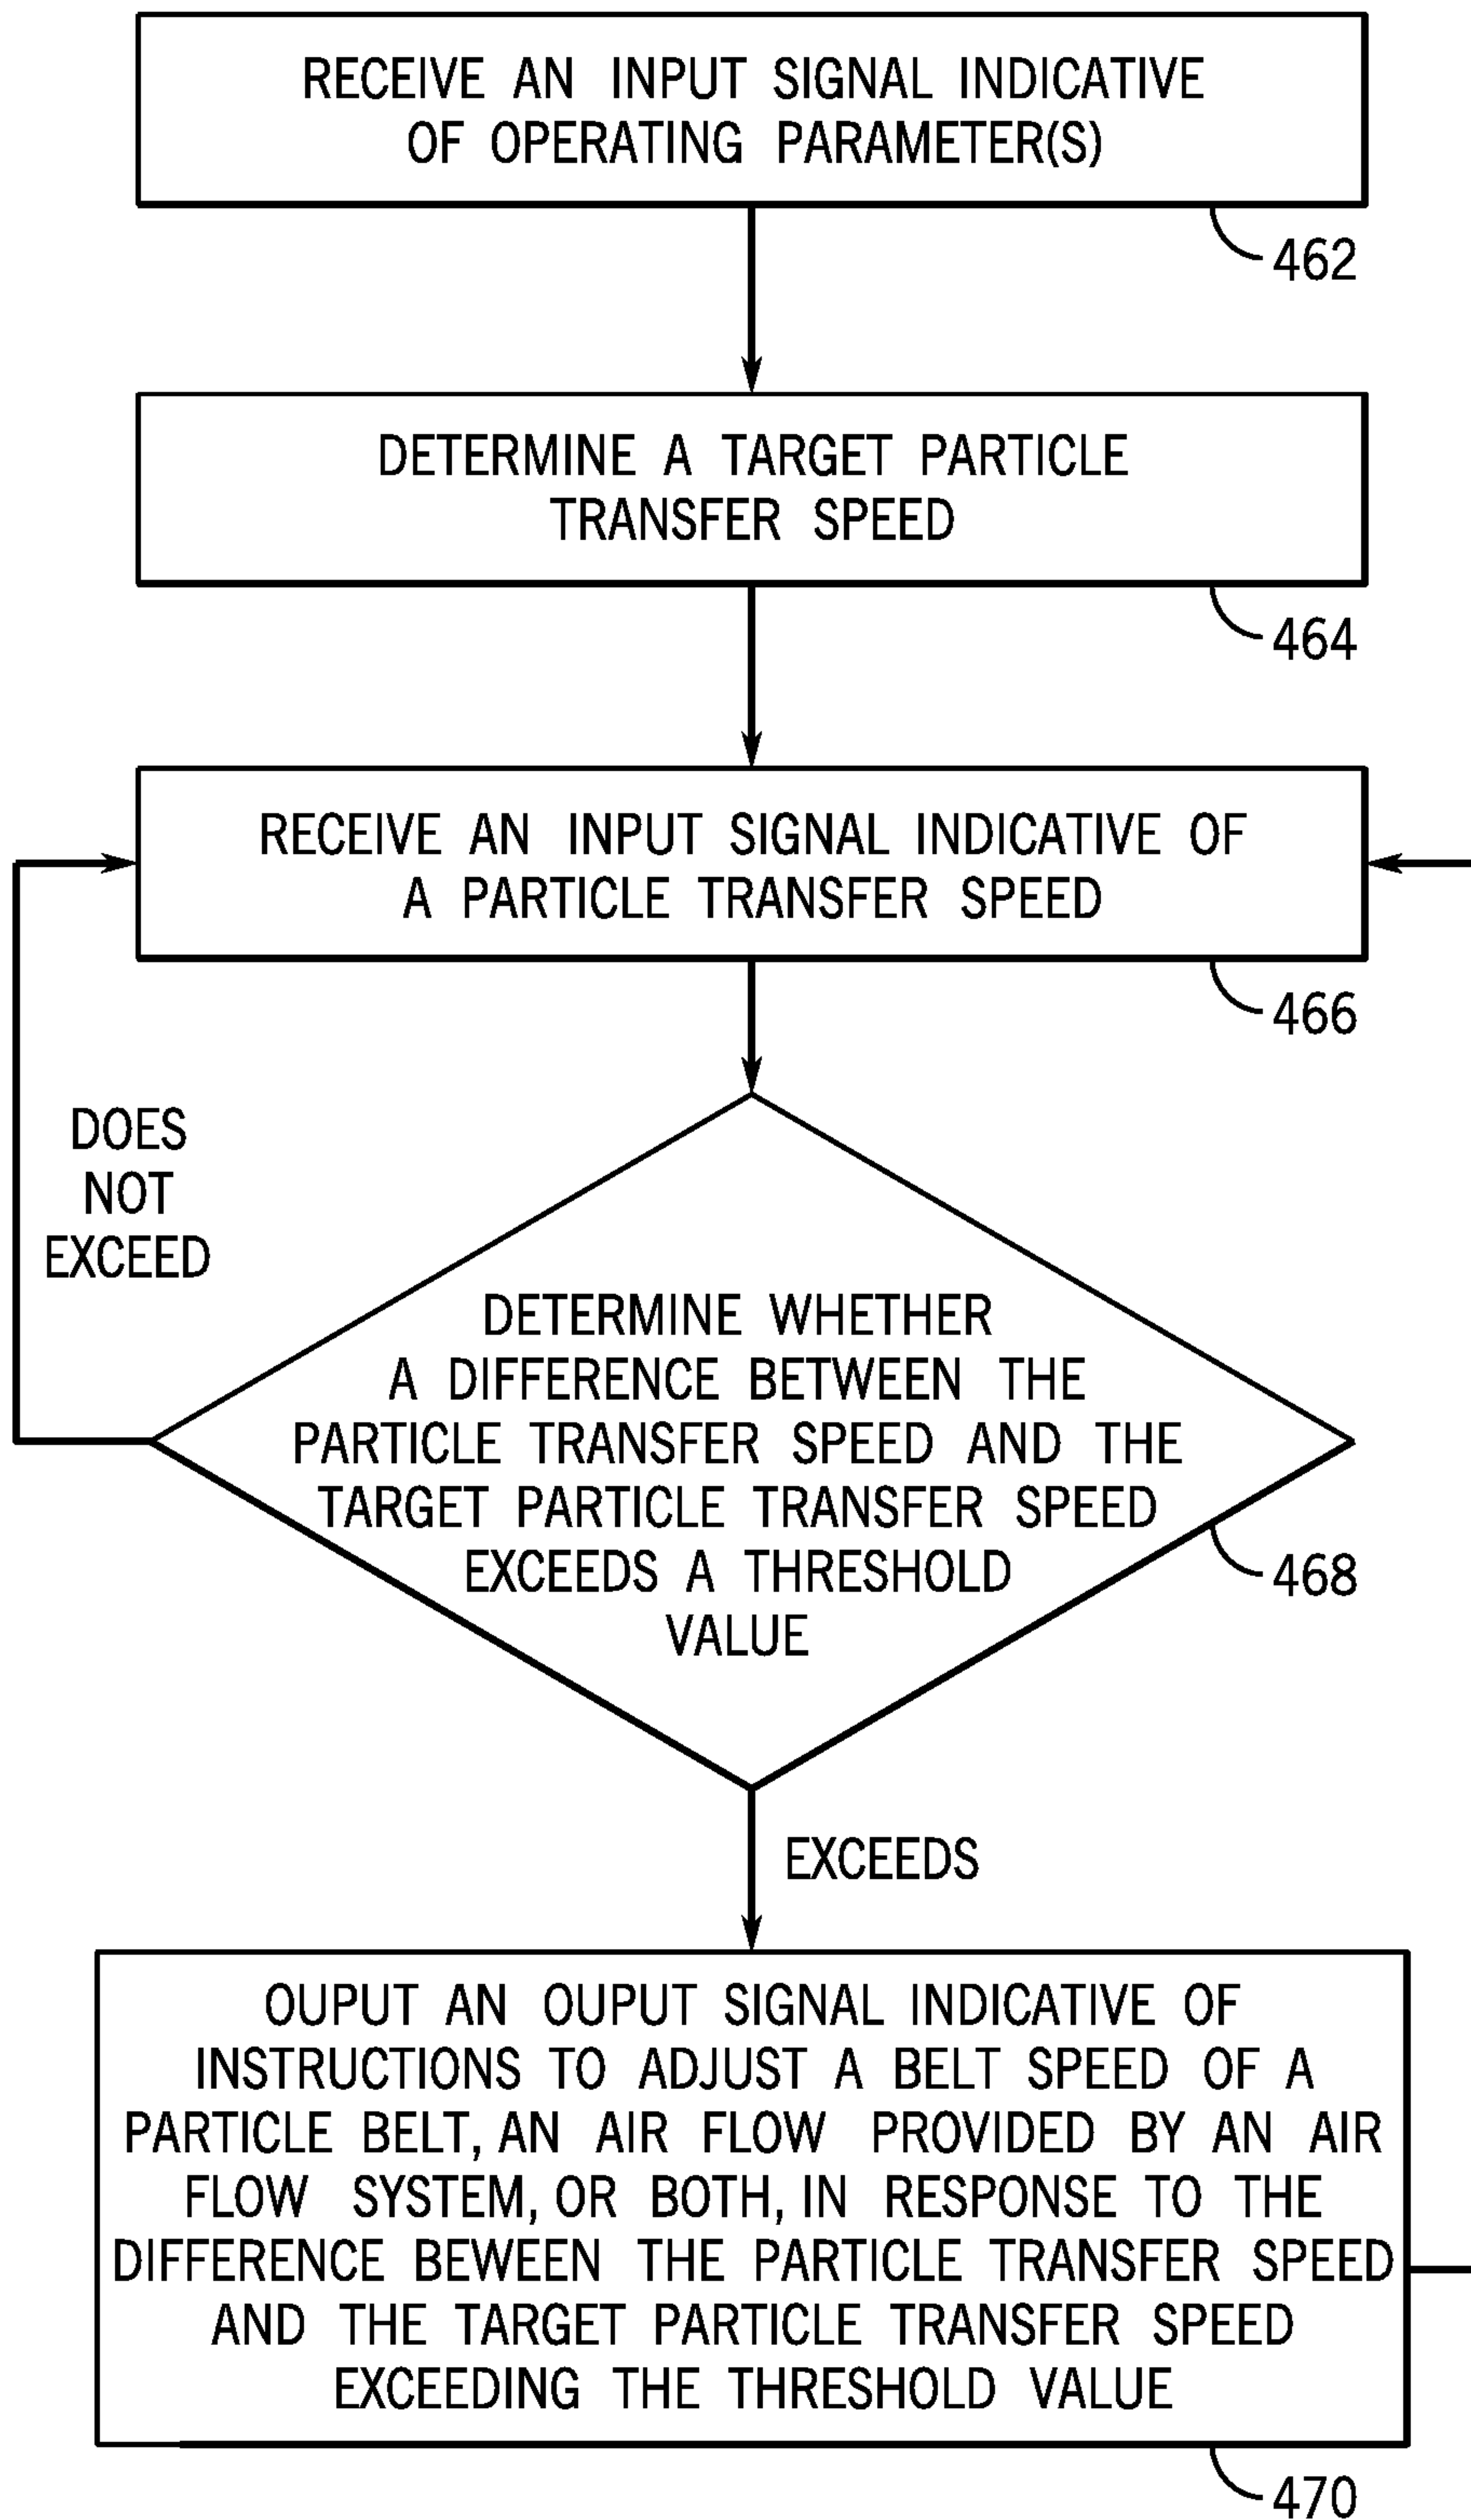 RECEIVE AN INPUT SIGNAL INDICATIVE
OF OPERATING PARAMETER(S)
462
DETERMINE A TARGET PARTICLE
TRANSFER SPEED
464
RECEIVE AN INPUT SIGNAL INDICATIVE OF
A PARTICLE TRANSFER SPEED
466
DOES
NOT
EXCEED
DETERMINE WHETHER
A DIFFERENCE BETWEEN THE
PARTICLE TRANSFER SPEED AND THE
TARGET PARTICLE TRANSFER SPEED
EXCEEDS A THRESHOLD
VALUE
468
EXCEEDS
OUPUT AN OUPUT SIGNAL INDICATIVE OF
INSTRUCTIONS TO ADJUST A BELT SPEED OF A
PARTICLE BELT, AN AIR FLOW PROVIDED BY AN AIR
FLOW SYSTEM, OR BOTH, IN RESPONSE TO THE
DIFFERENCE BEWEEN THE PARTICLE TRANSFER SPEED
AND THE TARGET PARTICLE TRANSFER SPEED
EXCEEDING THE THRESHOLD VALUE
470